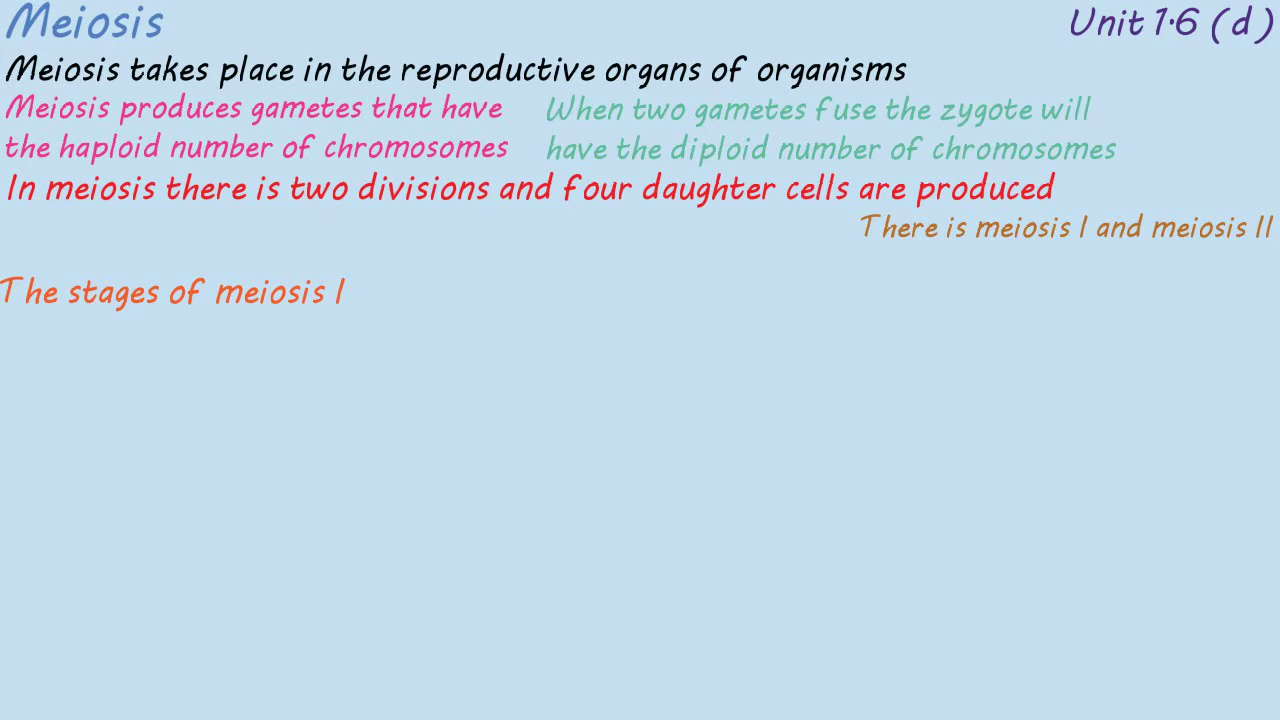 Meiosis
Unit 1·6 (d)
Meiosis takes place in the reproductive organs of organisms
Meiosis produces gametes that have
the haploid number of chromosomes
When two gametes fuse the zygote will
have the diploid number of chromosomes
In meiosis there is two divisions and four daughter cells are produced
There is meiosis I and meiosis II
The stages of meiosis I